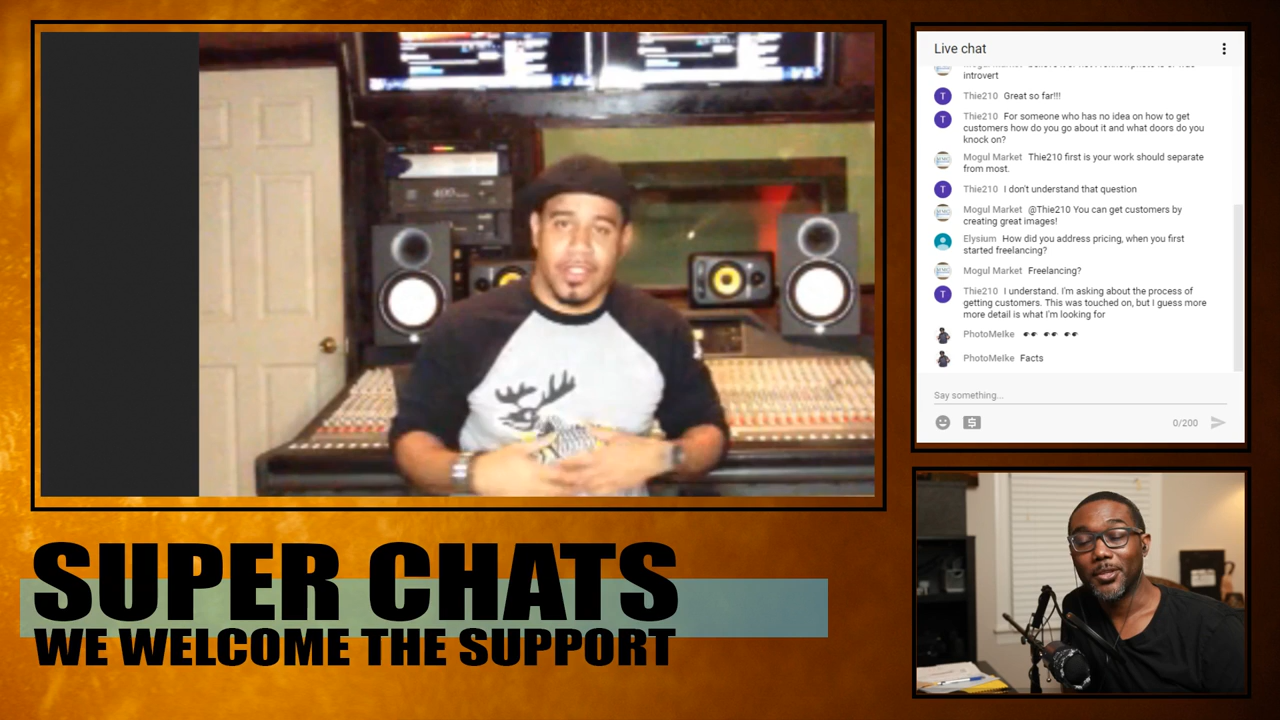 Live chat
introvert
Thie210 Great so far!!!
Thie210 For someone who has no idea on how to get
customers how do you go about it and what doors do you
knock on?
Mogul Market Thie210 first is your work should separate
from most.
Thie210 I don't understand that question
Mogul Market @Thie210 You can get customers by
creating great images!
Elysium How did you address pricing, when you first
started freelancing?
Mogul Market Freelancing?
Thie210 I understand. I'm asking about the process of
getting customers. This was touched on, but I guess more
more detail is what I'm looking for
PhotoMeIke
PhotoMeIke Facts
Say something...
0/200
SUPER CHATS
WE WELCOME THE SUPPORT